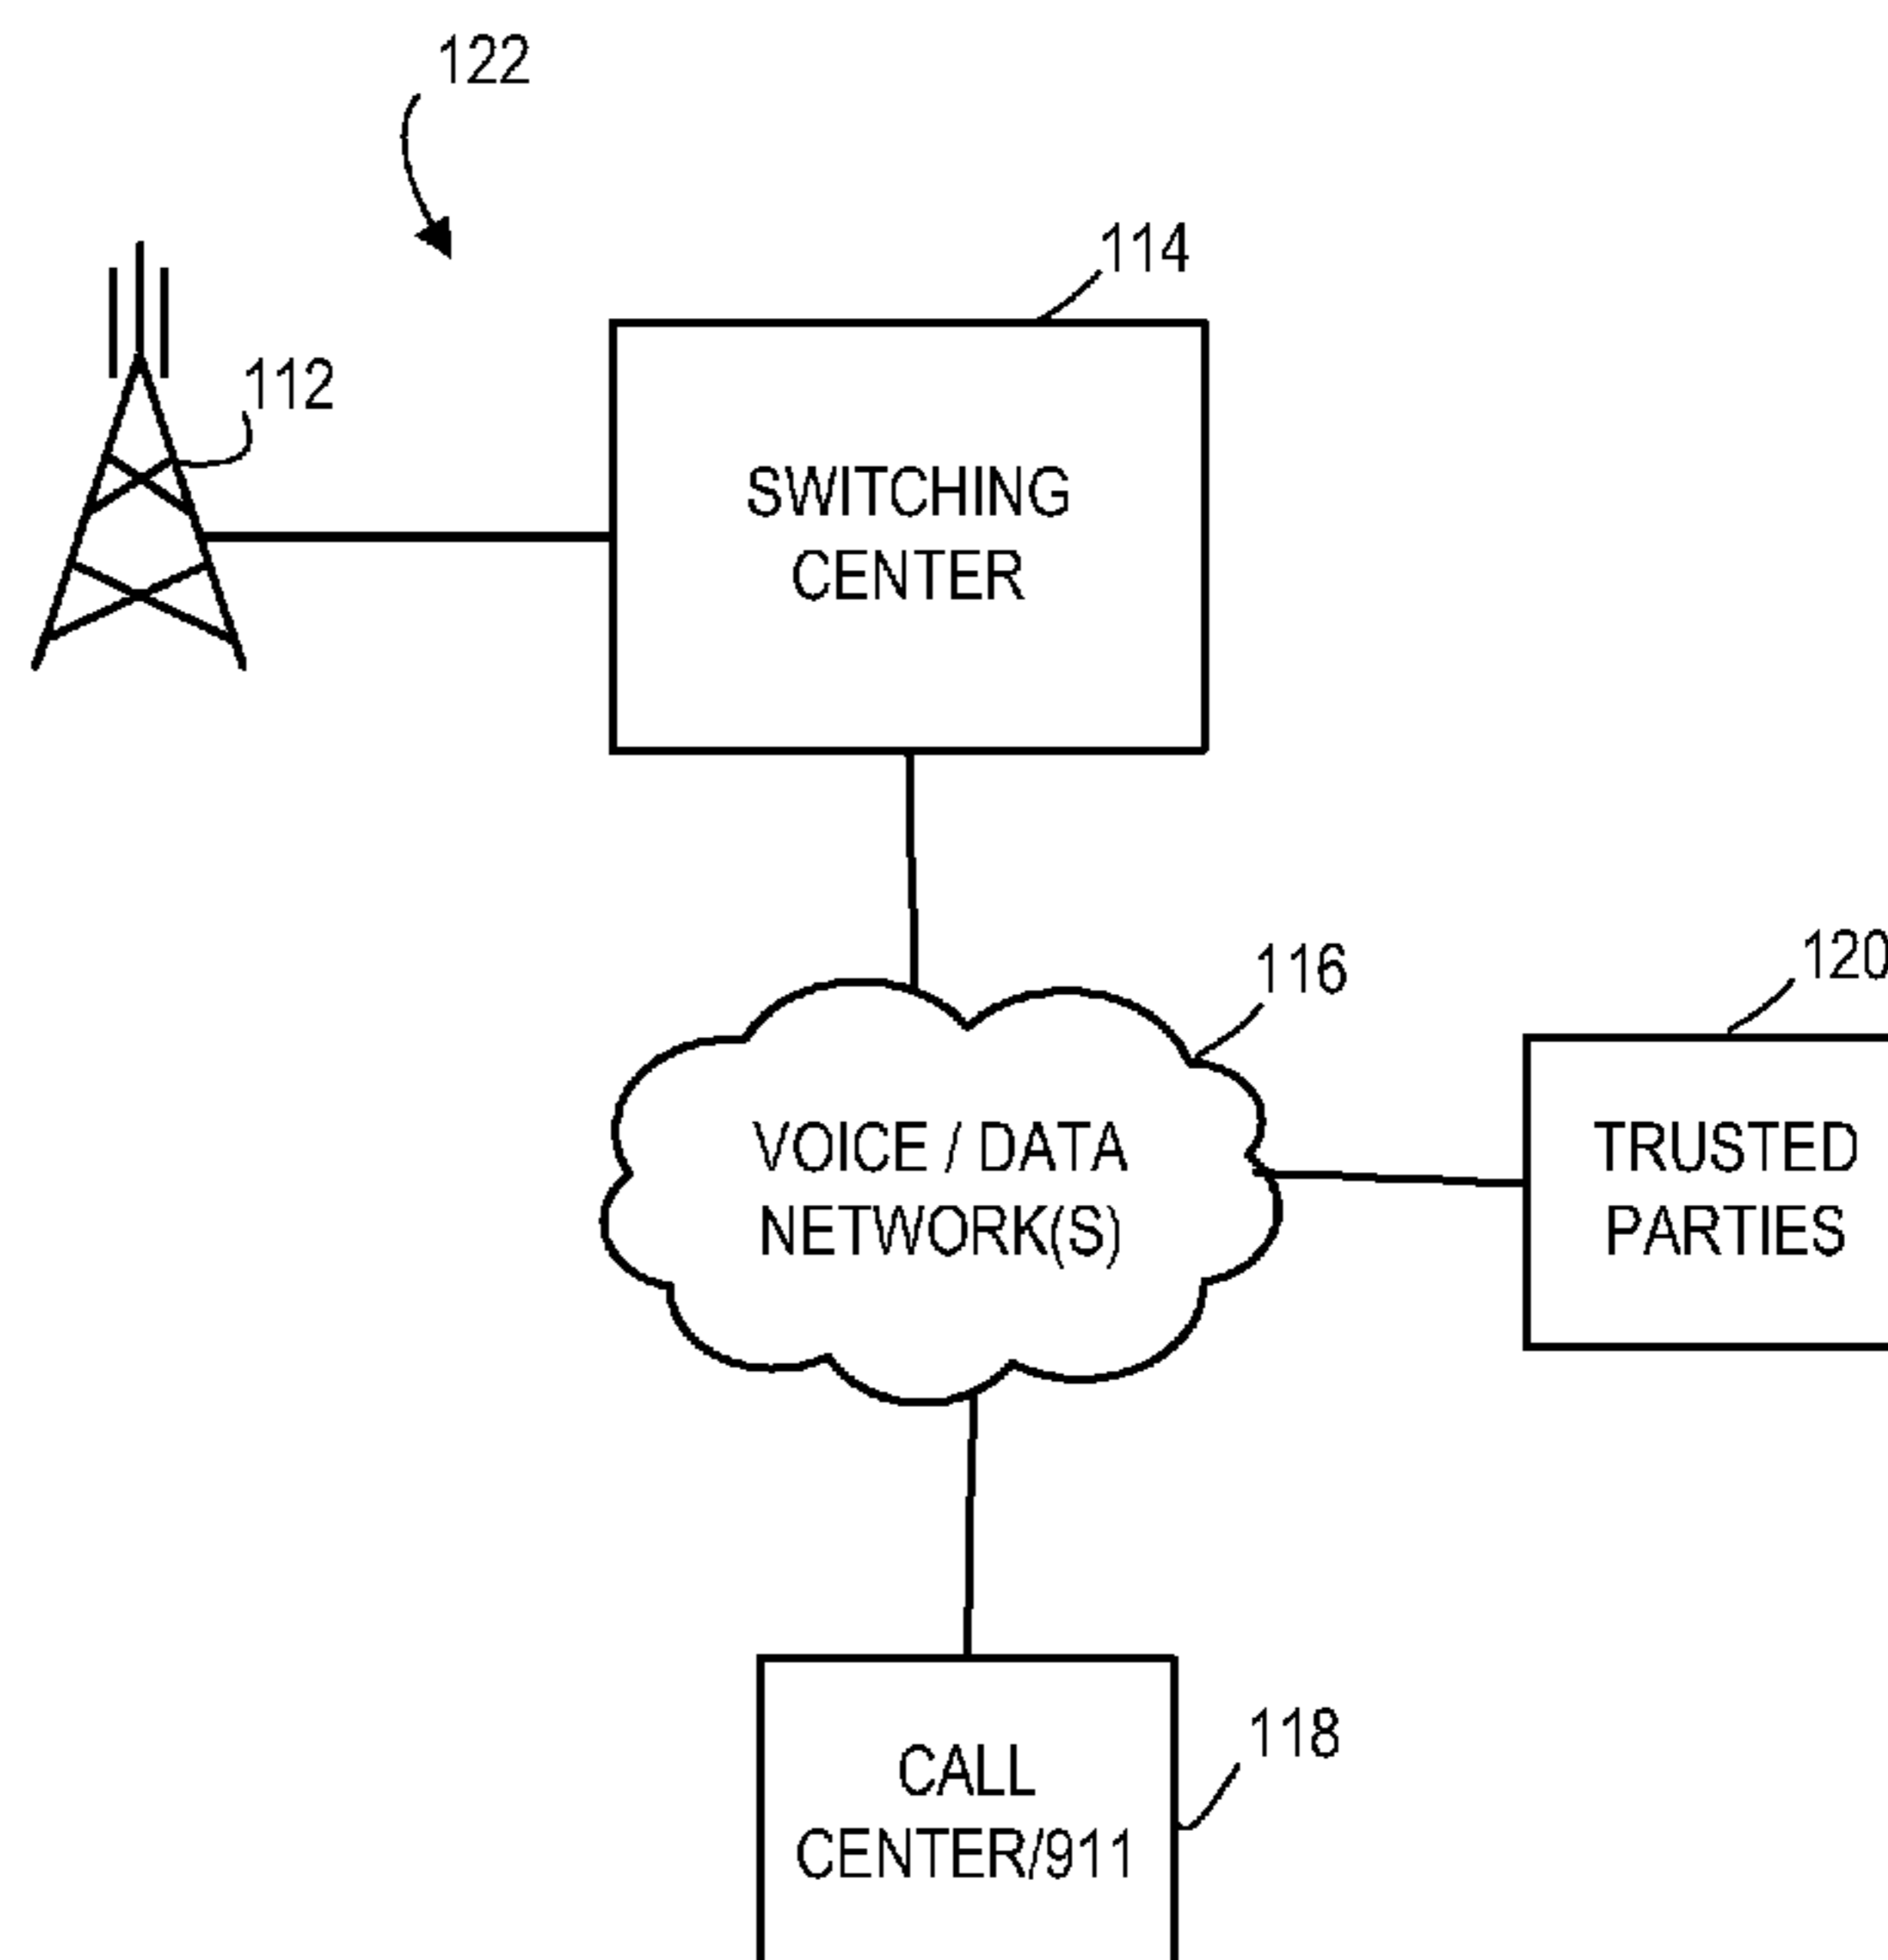 122
114
112
SWITCHING
CENTER
116
120
VOICE / DATA
NETWORK(S)
TRUSTED
PARTIES
118
CALL
CENTER/911